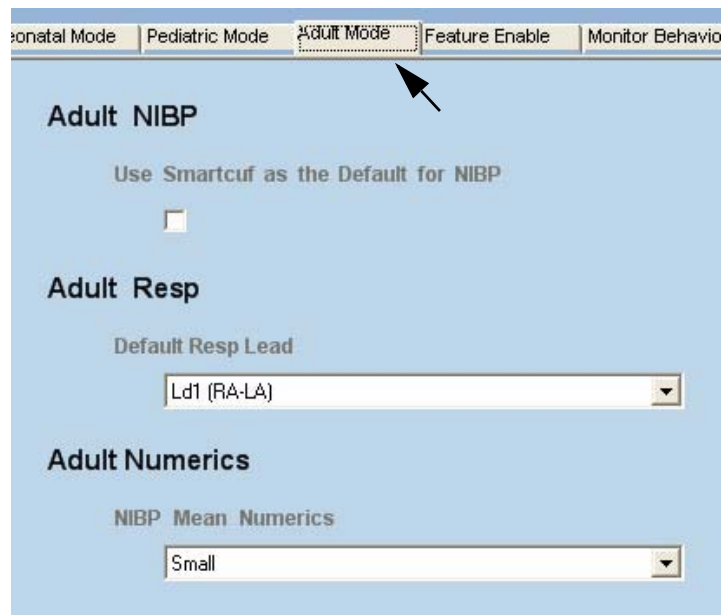 eonatal Mode Pediatric Mode Adult Mode Feature Enable Monitor Behavio
Adult NIBP
Use Smartcuf as the Default for NIBP
Adult Resp
Default Resp Lead
Ld1 (RA-LA)
Adult Numerics
NIBP Mean Numerics
Small